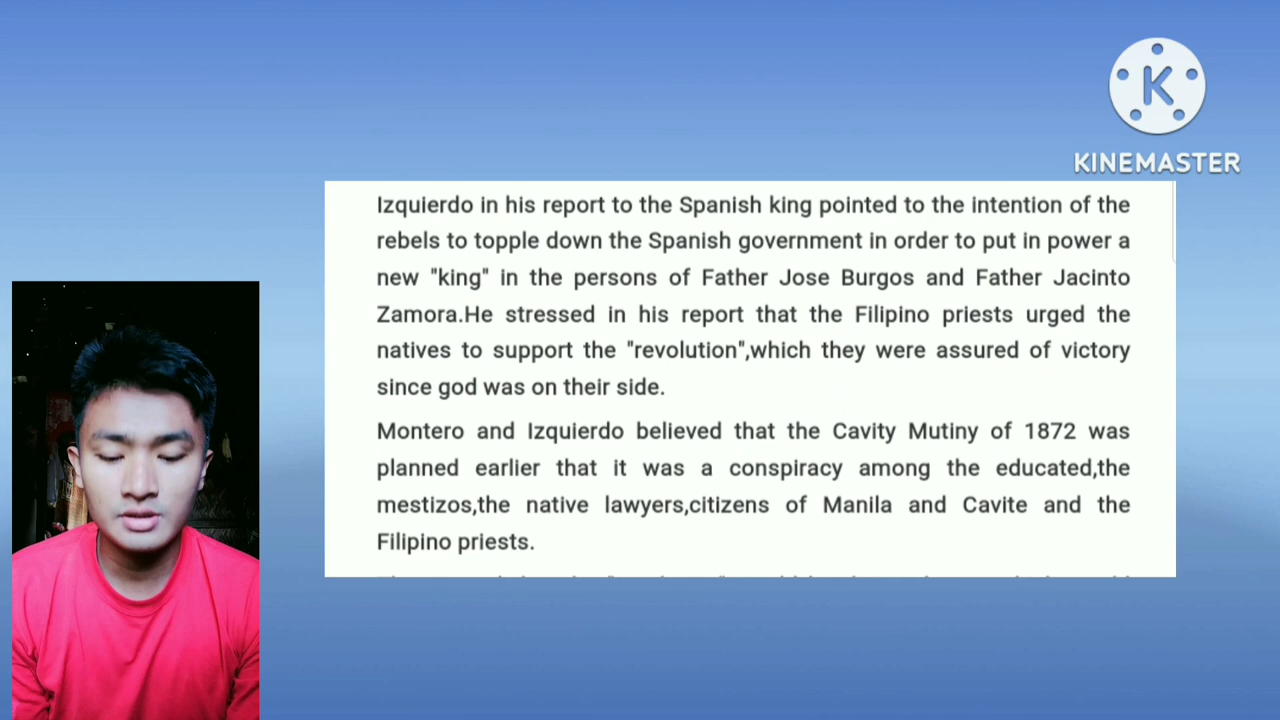 K
KINEMASTER
Izquierdo in his report to the Spanish king pointed to the intention of the
rebels to topple down the Spanish government in order to put in power a
new "king" in the persons of Father Jose Burgos and Father Jacinto
Zamora.He stressed in his report that the Filipino priests urged the
natives to support the "revolution",which they were assured of victory
since god was on their side.
Montero and Izquierdo believed that the Cavity Mutiny of 1872 was
planned earlier that it was a conspiracy among the educated,the
mestizos,the native lawyers,citizens of Manila and Cavite and the
Filipino priests.